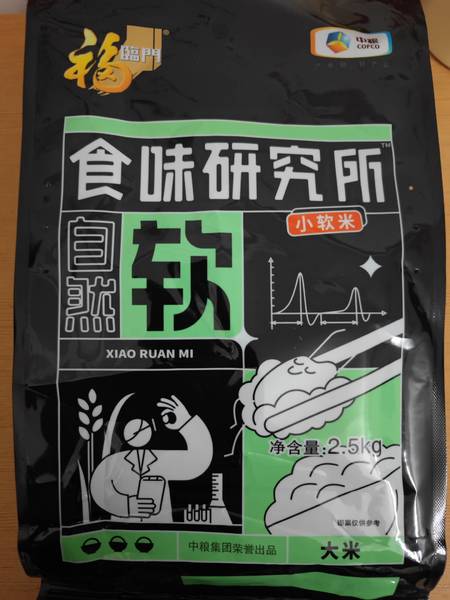 福临門
中粮
COFCO
食味研究所™
小软米
自然
软
XIAO RUAN MI
净含量:2.5kg
图案仅供参考
中粮集团荣誉出品
大米